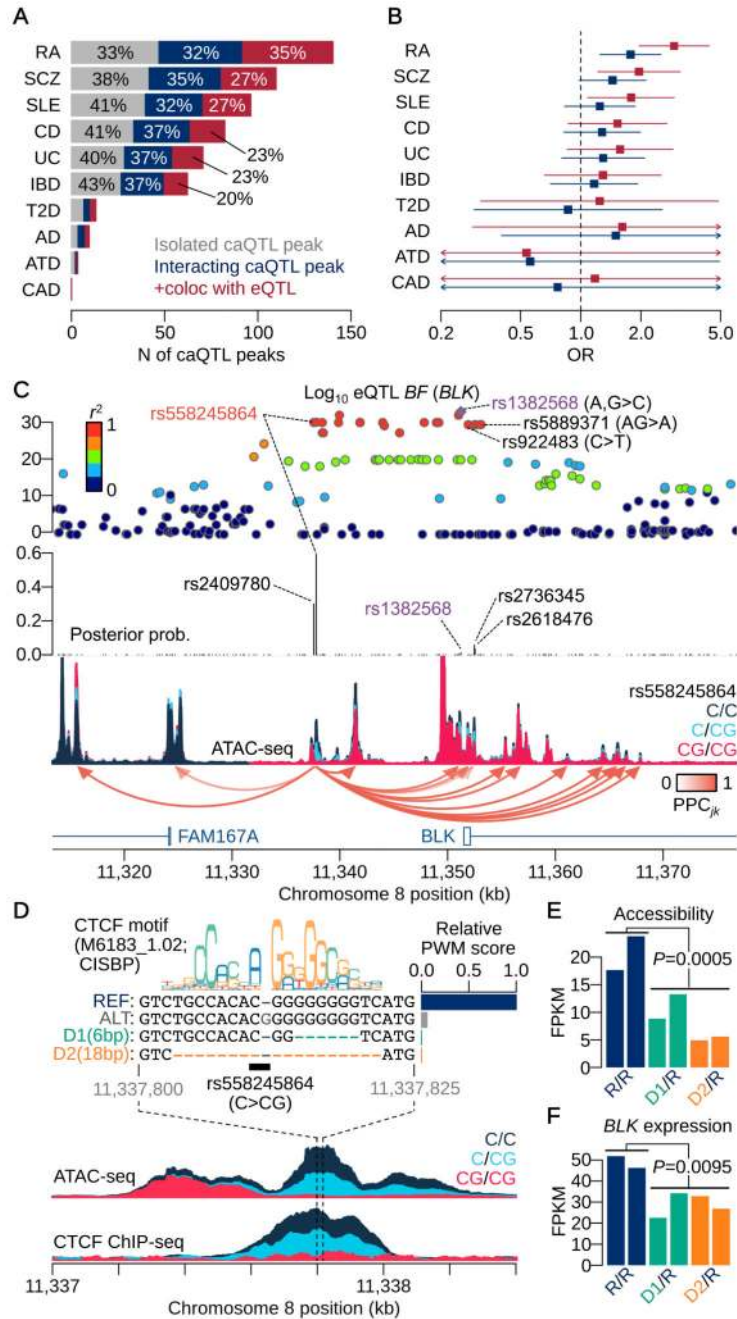 A
RA 33% 32% 35%
SCZ 38% 35% 27%
SLE 41% 32% 27%
CD 41% 37% 23%
UC 40% 37% 23%
IBD 43% 37% 20%
T2D
AD
ATD
CAD
Isolated caQTL peak
Interacting caQTL peak
+coloc with eQTL
0 50 100 150
N of caQTL peaks
B
RA
SCZ
SLE
CD
UC
IBD
T2D
AD
ATD
CAD
0.2 0.5 1.0 2.0 5.0
OR
C
Log10 eQTL BF (BLK)
r2
1
0
30
20
10
0
rs558245864
rs1382568 (A,G>C)
rs5889371 (AG>A)
rs922483 (C>T)
0.6
0.4
0.2
0.0
rs2409780
rs1382568
rs2736345
rs2618476
Posterior prob.
ATAC-seq
rs558245864
C/C
C/CG
CG/CG
0 1
PPCjk
FAM167A
BLK
11,320 11,330 11,340 11,350 11,360 11,370
Chromosome 8 position (kb)
D
CTCF motif
(M6183_1.02;
CISBP)
Relative
PWM score
0.0 0.5 1.0
REF: GTCTGCCACAC-GGGGGGGGTCATG
ALT: GTCTGCCACACGGGGGGGGGTCATG
D1(6bp): GTCTGCCACAC-GG------TCATG
D2(18bp): GTC-------------------ATG
11,337,800
rs558245864
(C>CG)
11,337,825
ATAC-seq
C/C
C/CG
CG/CG
CTCF ChIP-seq
11,337 11,338
Chromosome 8 position (kb)
E
Accessibility
P=0.0005
FPKM
20
15
10
5
0
R/R D1/R D2/R
F
BLK expression
P=0.0095
FPKM
50
40
30
20
10
0
R/R D1/R D2/R